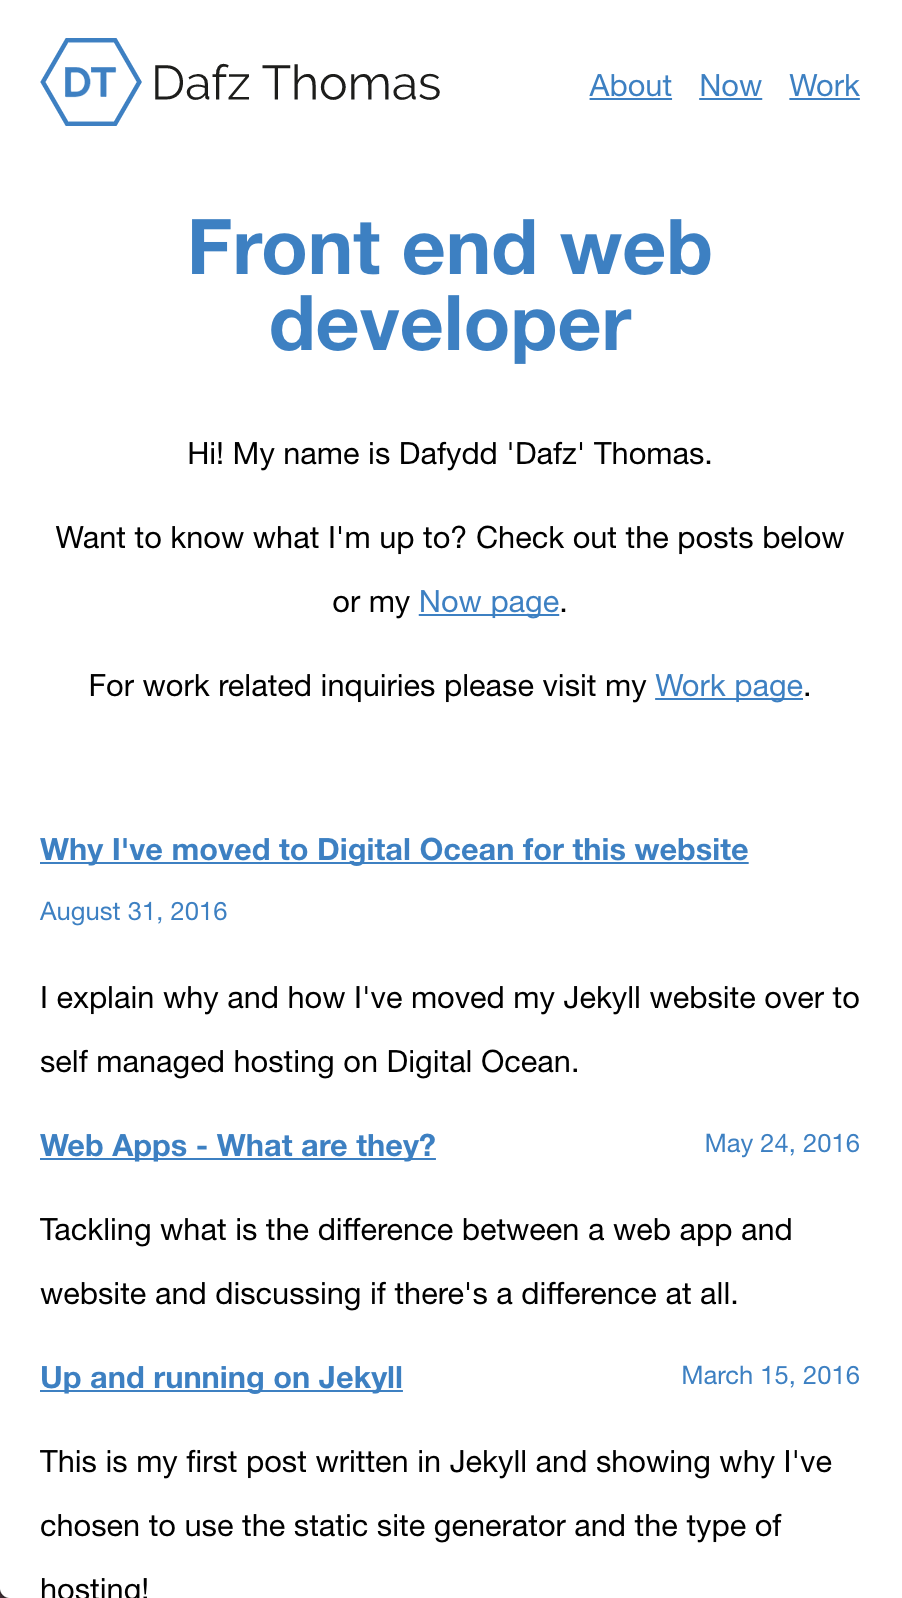 DT Dafz Thomas
About Now Work
Front end web
developer
Hi! My name is Dafydd 'Dafz' Thomas.
Want to know what I'm up to? Check out the posts below
or my Now page.
For work related inquiries please visit my Work page.
Why I've moved to Digital Ocean for this website
August 31, 2016
I explain why and how I've moved my Jekyll website over to
self managed hosting on Digital Ocean.
Web Apps - What are they? May 24, 2016
Tackling what is the difference between a web app and
website and discussing if there's a difference at all.
Up and running on Jekyll March 15, 2016
This is my first post written in Jekyll and showing why I've
chosen to use the static site generator and the type of
hosting!